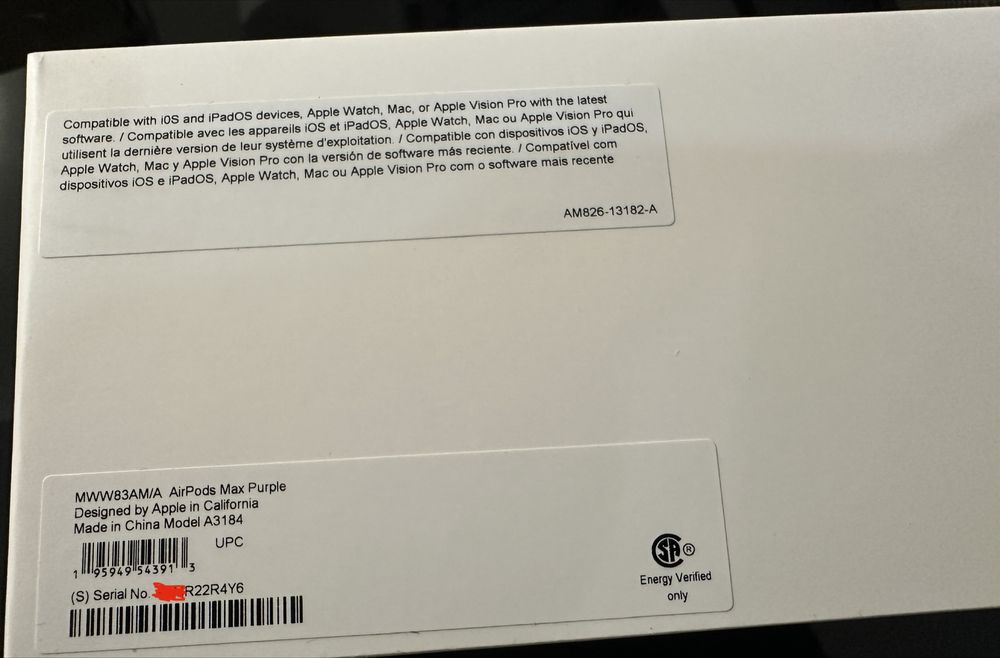 Compatible with iOS and iPadOS devices, Apple Watch, Mac, or Apple Vision Pro with the latest
software. / Compatible avec les appareils iOS et iPadOS, Apple Watch, Mac ou Apple Vision Pro qui
utilisent la dernière version de leur système d'exploitation. / Compatible con dispositivos iOS y iPadOS,
Apple Watch, Mac y Apple Vision Pro con la versión de software más reciente. / Compatível com
dispositivos iOS e iPadOS, Apple Watch, Mac ou Apple Vision Pro com o software mais recente
AM826-13182-A
MWW83AM/A AirPods Max Purple
Designed by Apple in California
Made in China Model A3184
UPC
1 95949 54391 3
(S) Serial No. R22R4Y6
SA®
Energy Verified
only